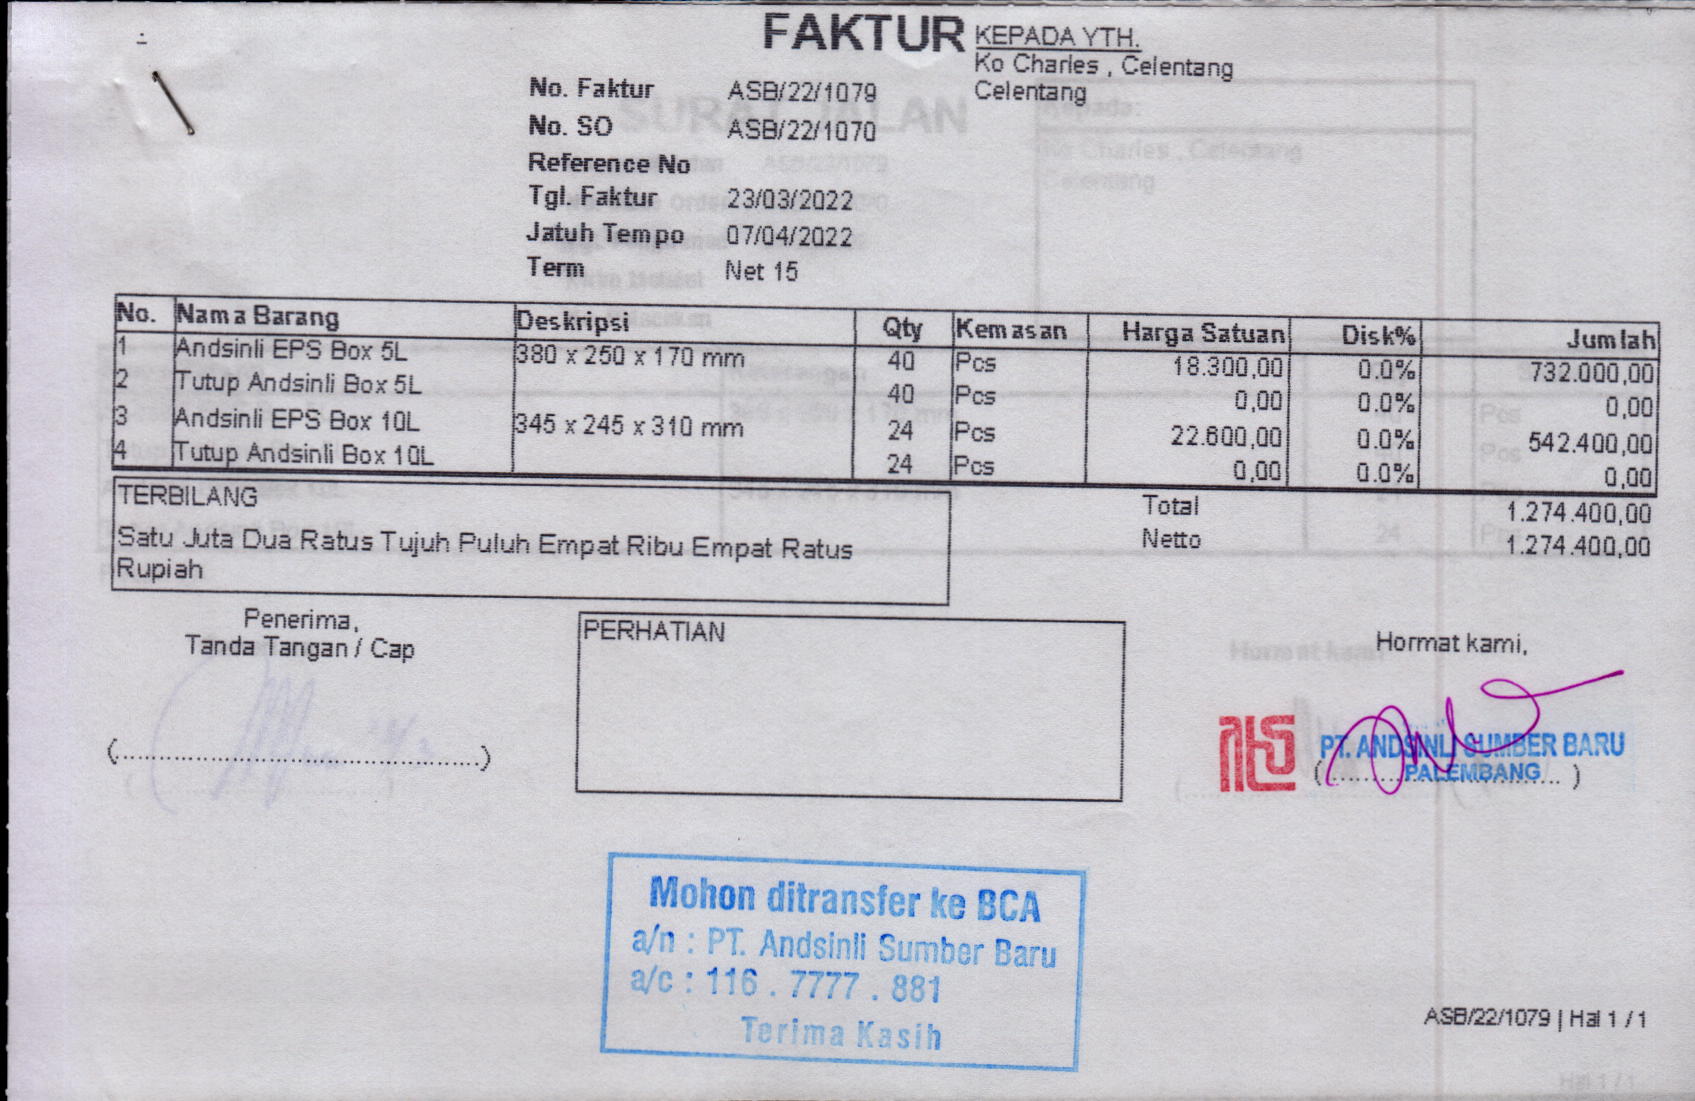 FAKTUR
KEPADA YTH.
Ko Charles , Celentang
Celentang
No. Faktur ASB/22/1079
No. SO ASB/22/1070
Reference No
Tgl. Faktur 23/03/2022
Jatuh Tempo 07/04/2022
Term Net 15
No. Nama Barang Deskripsi Qty Kemasan Harga Satuan Disk% Jumlah
1 Andsinli EPS Box 5L 380 x 250 x 170 mm 40 Pcs 18.300,00 0.0% 732.000,00
2 Tutup Andsinli Box 5L 40 Pcs 0,00 0.0% 0,00
3 Andsinli EPS Box 10L 345 x 245 x 310 mm 24 Pcs 22.600,00 0.0% 542.400,00
4 Tutup Andsinli Box 10L 24 Pcs 0,00 0.0% 0,00
TERBILANG
Satu Juta Dua Ratus Tujuh Puluh Empat Ribu Empat Ratus
Rupiah
Total 1.274.400,00
Netto 1.274.400,00
Penerima,
Tanda Tangan / Cap
(................................................)
PERHATIAN
Hormat kami,
PT. ANDSINLI SUMBER BARU
PALEMBANG
Mohon ditransfer ke BCA
a/n : PT. Andsinli Sumber Baru
a/c : 116 . 7777 . 881
Terima Kasih
ASB/22/1079 | Hal 1 / 1